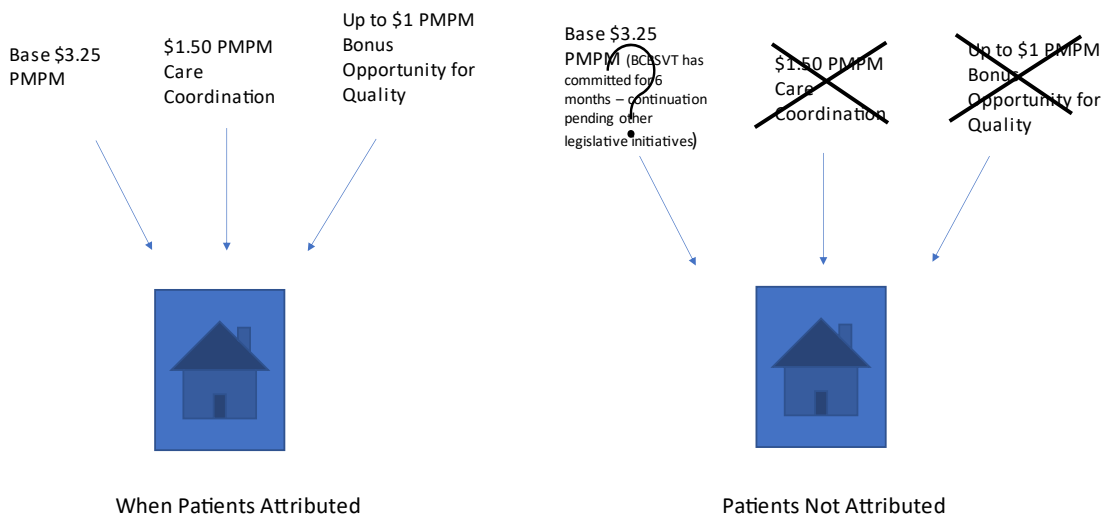 Base $3.25
PMPM
$1.50 PMPM
Care
Coordination
Up to $1 PMPM
Bonus
Opportunity for
Quality
When Patients Attributed
Base $3.25
PMPM (BCBSVT has
committed for 6
months – continuation
pending other
legislative initiatives)
?
$1.50 PMPM
Care
Coordination
Up to $1 PMPM
Bonus
Opportunity for
Quality
Patients Not Attributed